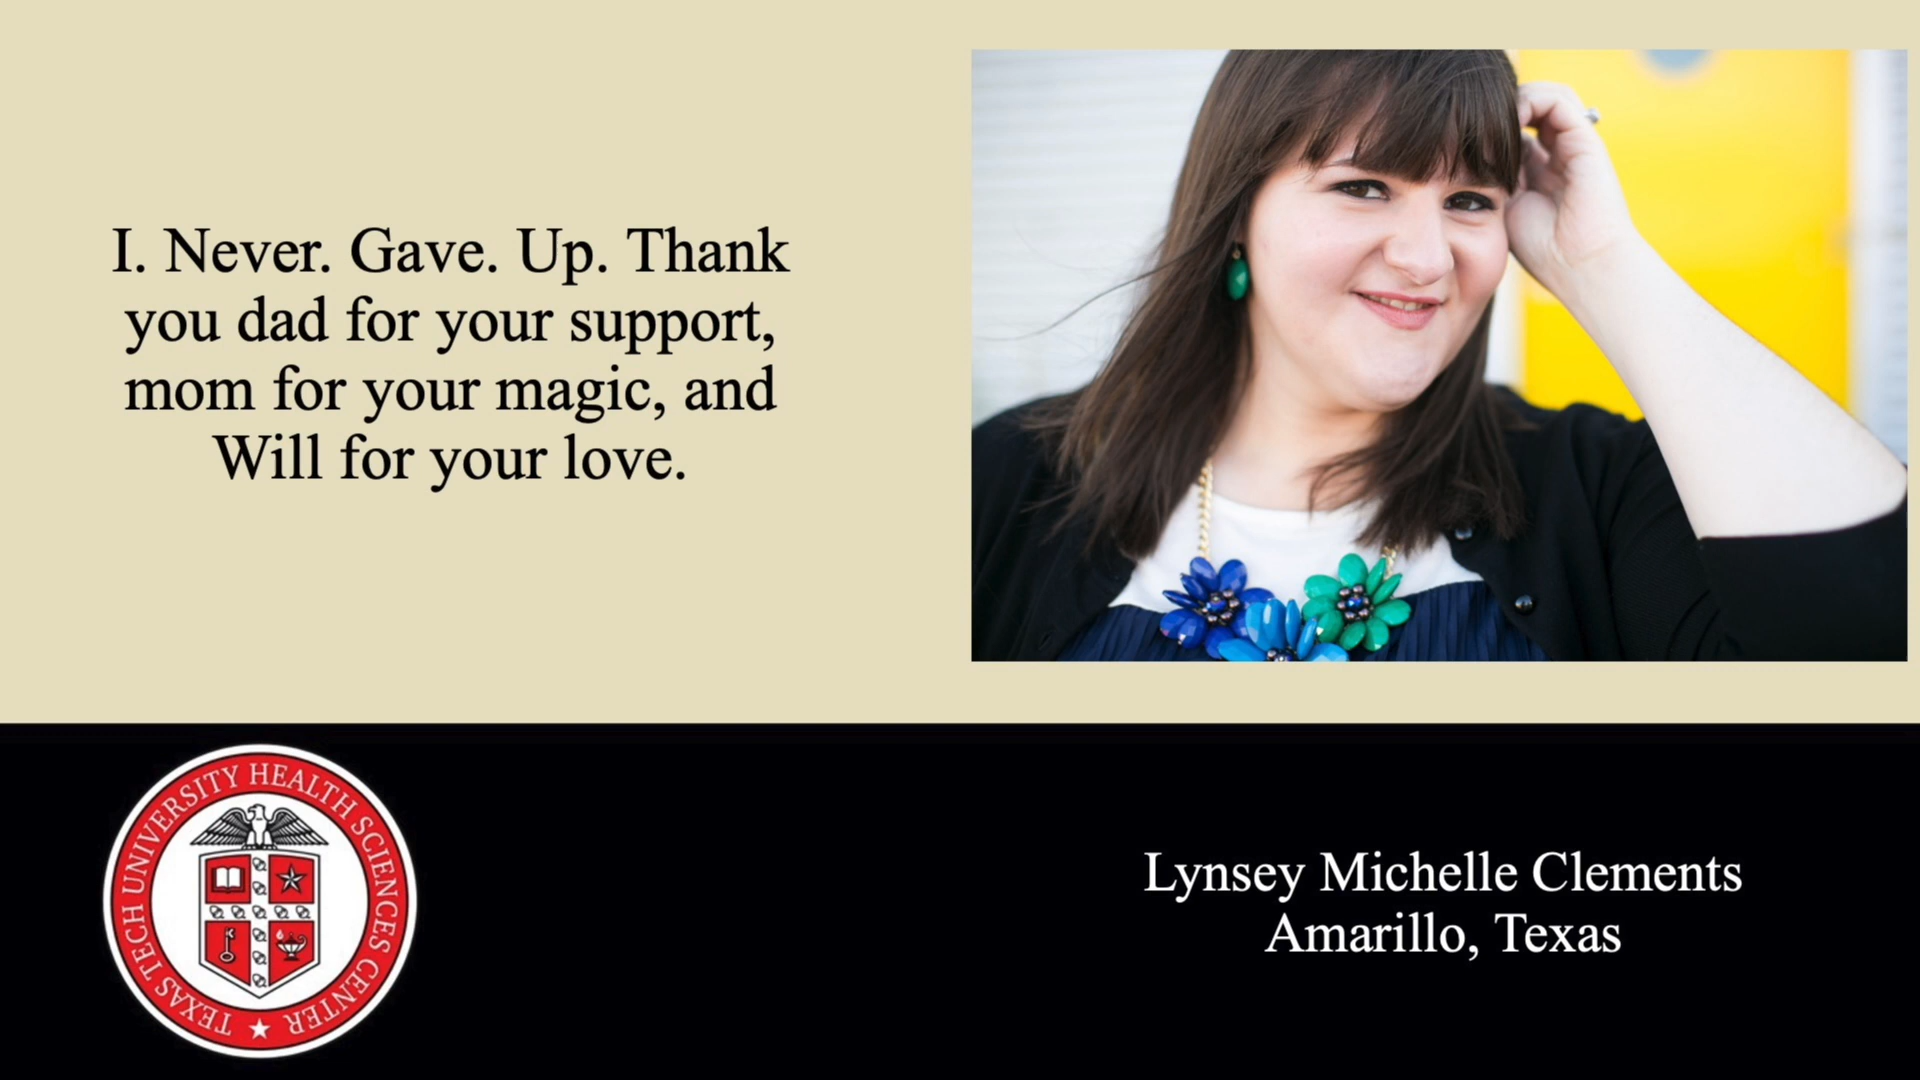 I. Never. Gave. Up. Thank
you dad for your support,
mom for your magic, and
Will for your love.
TEXAS TECH UNIVERSITY HEALTH SCIENCES CENTER
Lynsey Michelle Clements
Amarillo, Texas